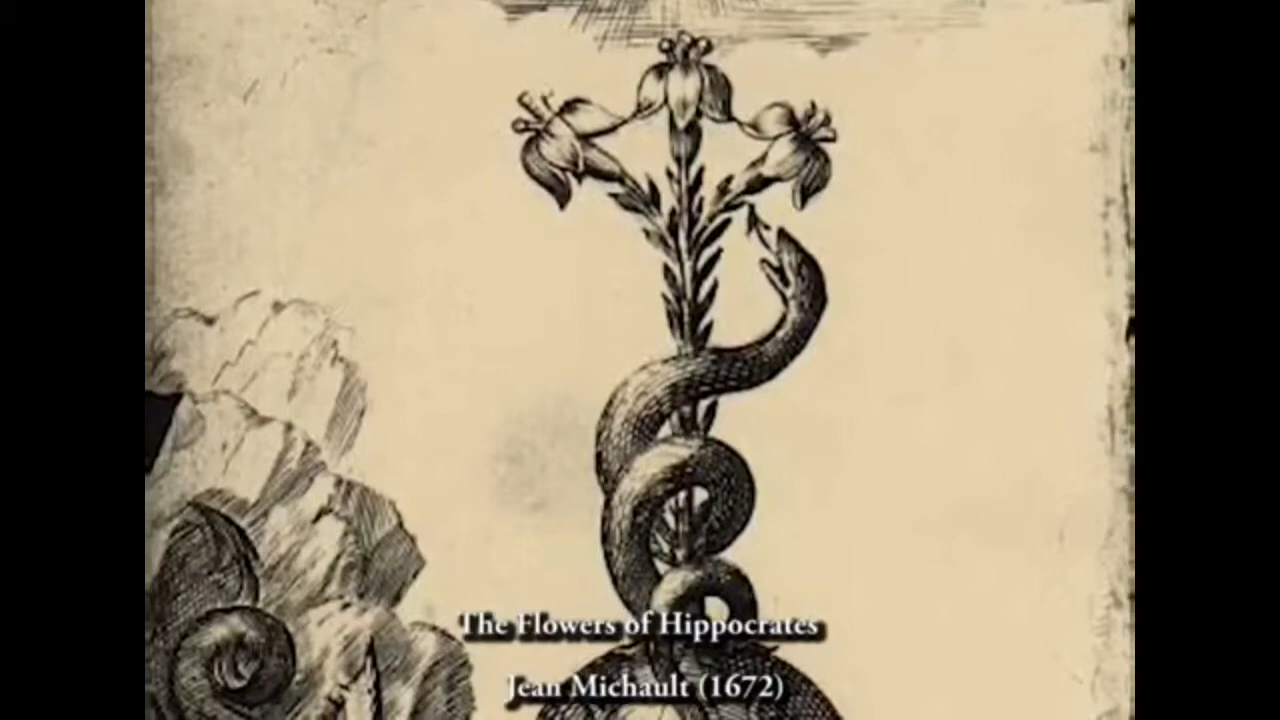 The Flowers of Hippocrates
Jean Michault (1672)